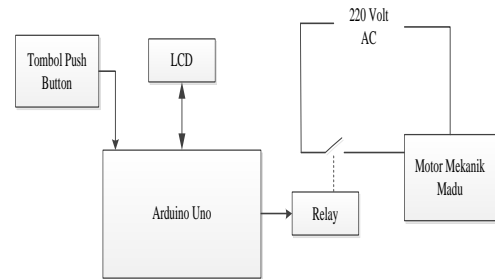 220 Volt
AC
Tombol Push
Button
LCD
Motor Mekanik
Madu
Arduino Uno
Relay